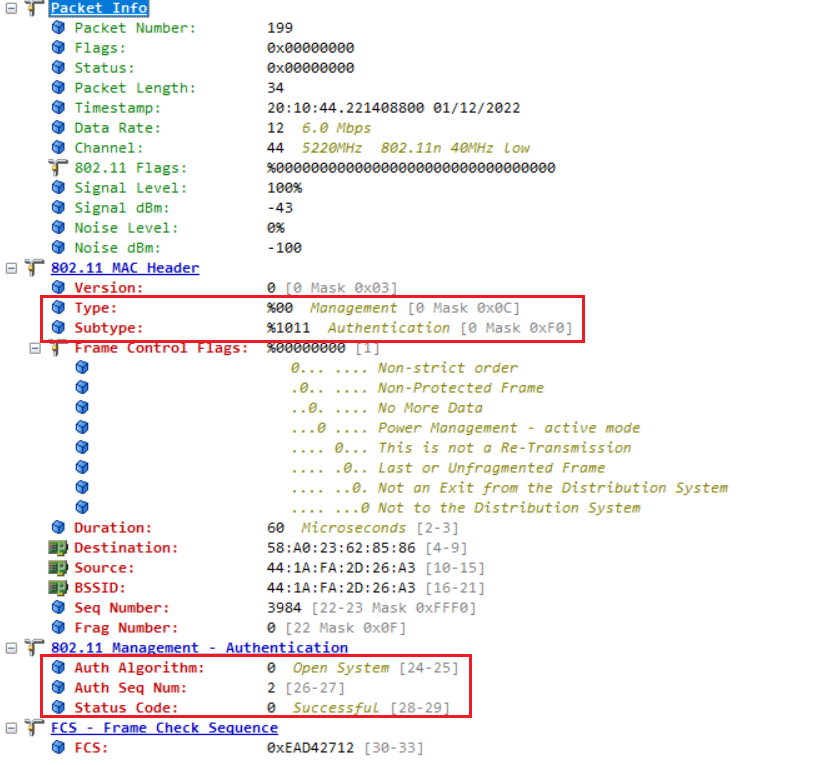 Packet Info
Packet Number: 199
Flags: 0x00000000
Status: 0x00000000
Packet Length: 34
Timestamp: 20:10:44.221408800 01/12/2022
Data Rate: 12 6.0 Mbps
Channel: 44 5220MHz 802.11n 40MHz low
802.11 Flags: %00000000000000000000000000000000
Signal Level: 100%
Signal dBm: -43
Noise Level: 0%
Noise dBm: -100
802.11 MAC Header
Version: 0 [0 Mask 0x03]
Type: %00 Management [0 Mask 0x0C]
Subtype: %1011 Authentication [0 Mask 0xF0]
Frame Control Flags: %00000000 [1]
0... .... Non-strict order
.0.. .... Non-Protected Frame
..0. .... No More Data
...0 .... Power Management - active mode
.... 0... This is not a Re-Transmission
.... .0.. Last or Unfragmented Frame
.... ..0. Not an Exit from the Distribution System
.... ...0 Not to the Distribution System
Duration: 60 Microseconds [2-3]
Destination: 58:A0:23:62:85:86 [4-9]
Source: 44:1A:FA:2D:26:A3 [10-15]
BSSID: 44:1A:FA:2D:26:A3 [16-21]
Seq Number: 3984 [22-23 Mask 0xFFF0]
Frag Number: 0 [22 Mask 0x0F]
802.11 Management - Authentication
Auth Algorithm: 0 Open System [24-25]
Auth Seq Num: 2 [26-27]
Status Code: 0 Successful [28-29]
FCS - Frame Check Sequence
FCS: 0xEAD42712 [30-33]